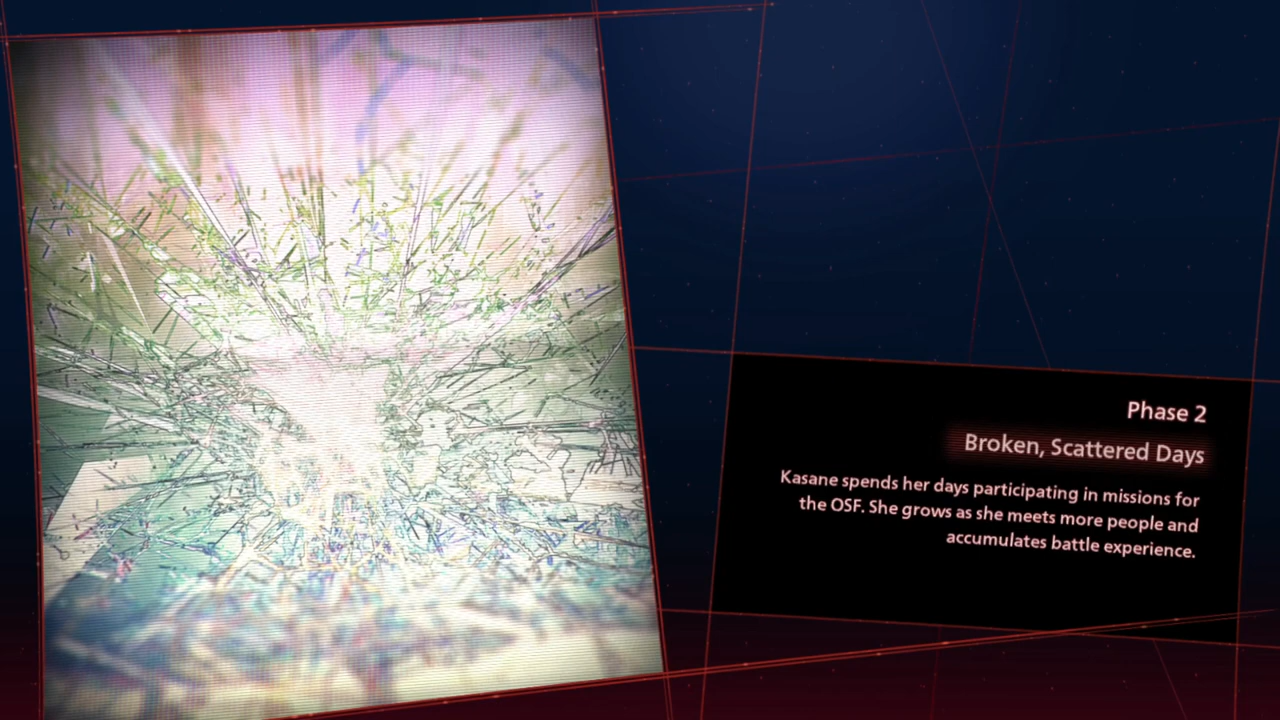 Phase 2
Broken, Scattered Days
Kasane spends her days participating in missions for
the OSF. She grows as she meets more people and
accumulates battle experience.